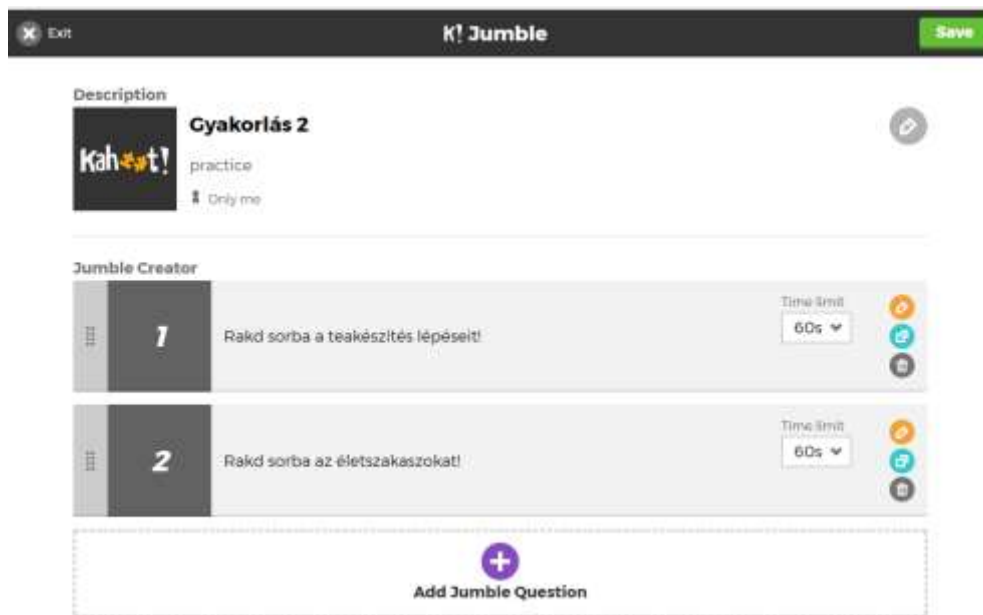 Exit
K! Jumble
Save
Description
Kahoot!
Gyakorlás 2
practice
Only me
Jumble Creator
1
Rakd sorba a teakészítés lépéseit!
Time limit
60s
2
Rakd sorba az életszakaszokat!
Time limit
60s
Add Jumble Question